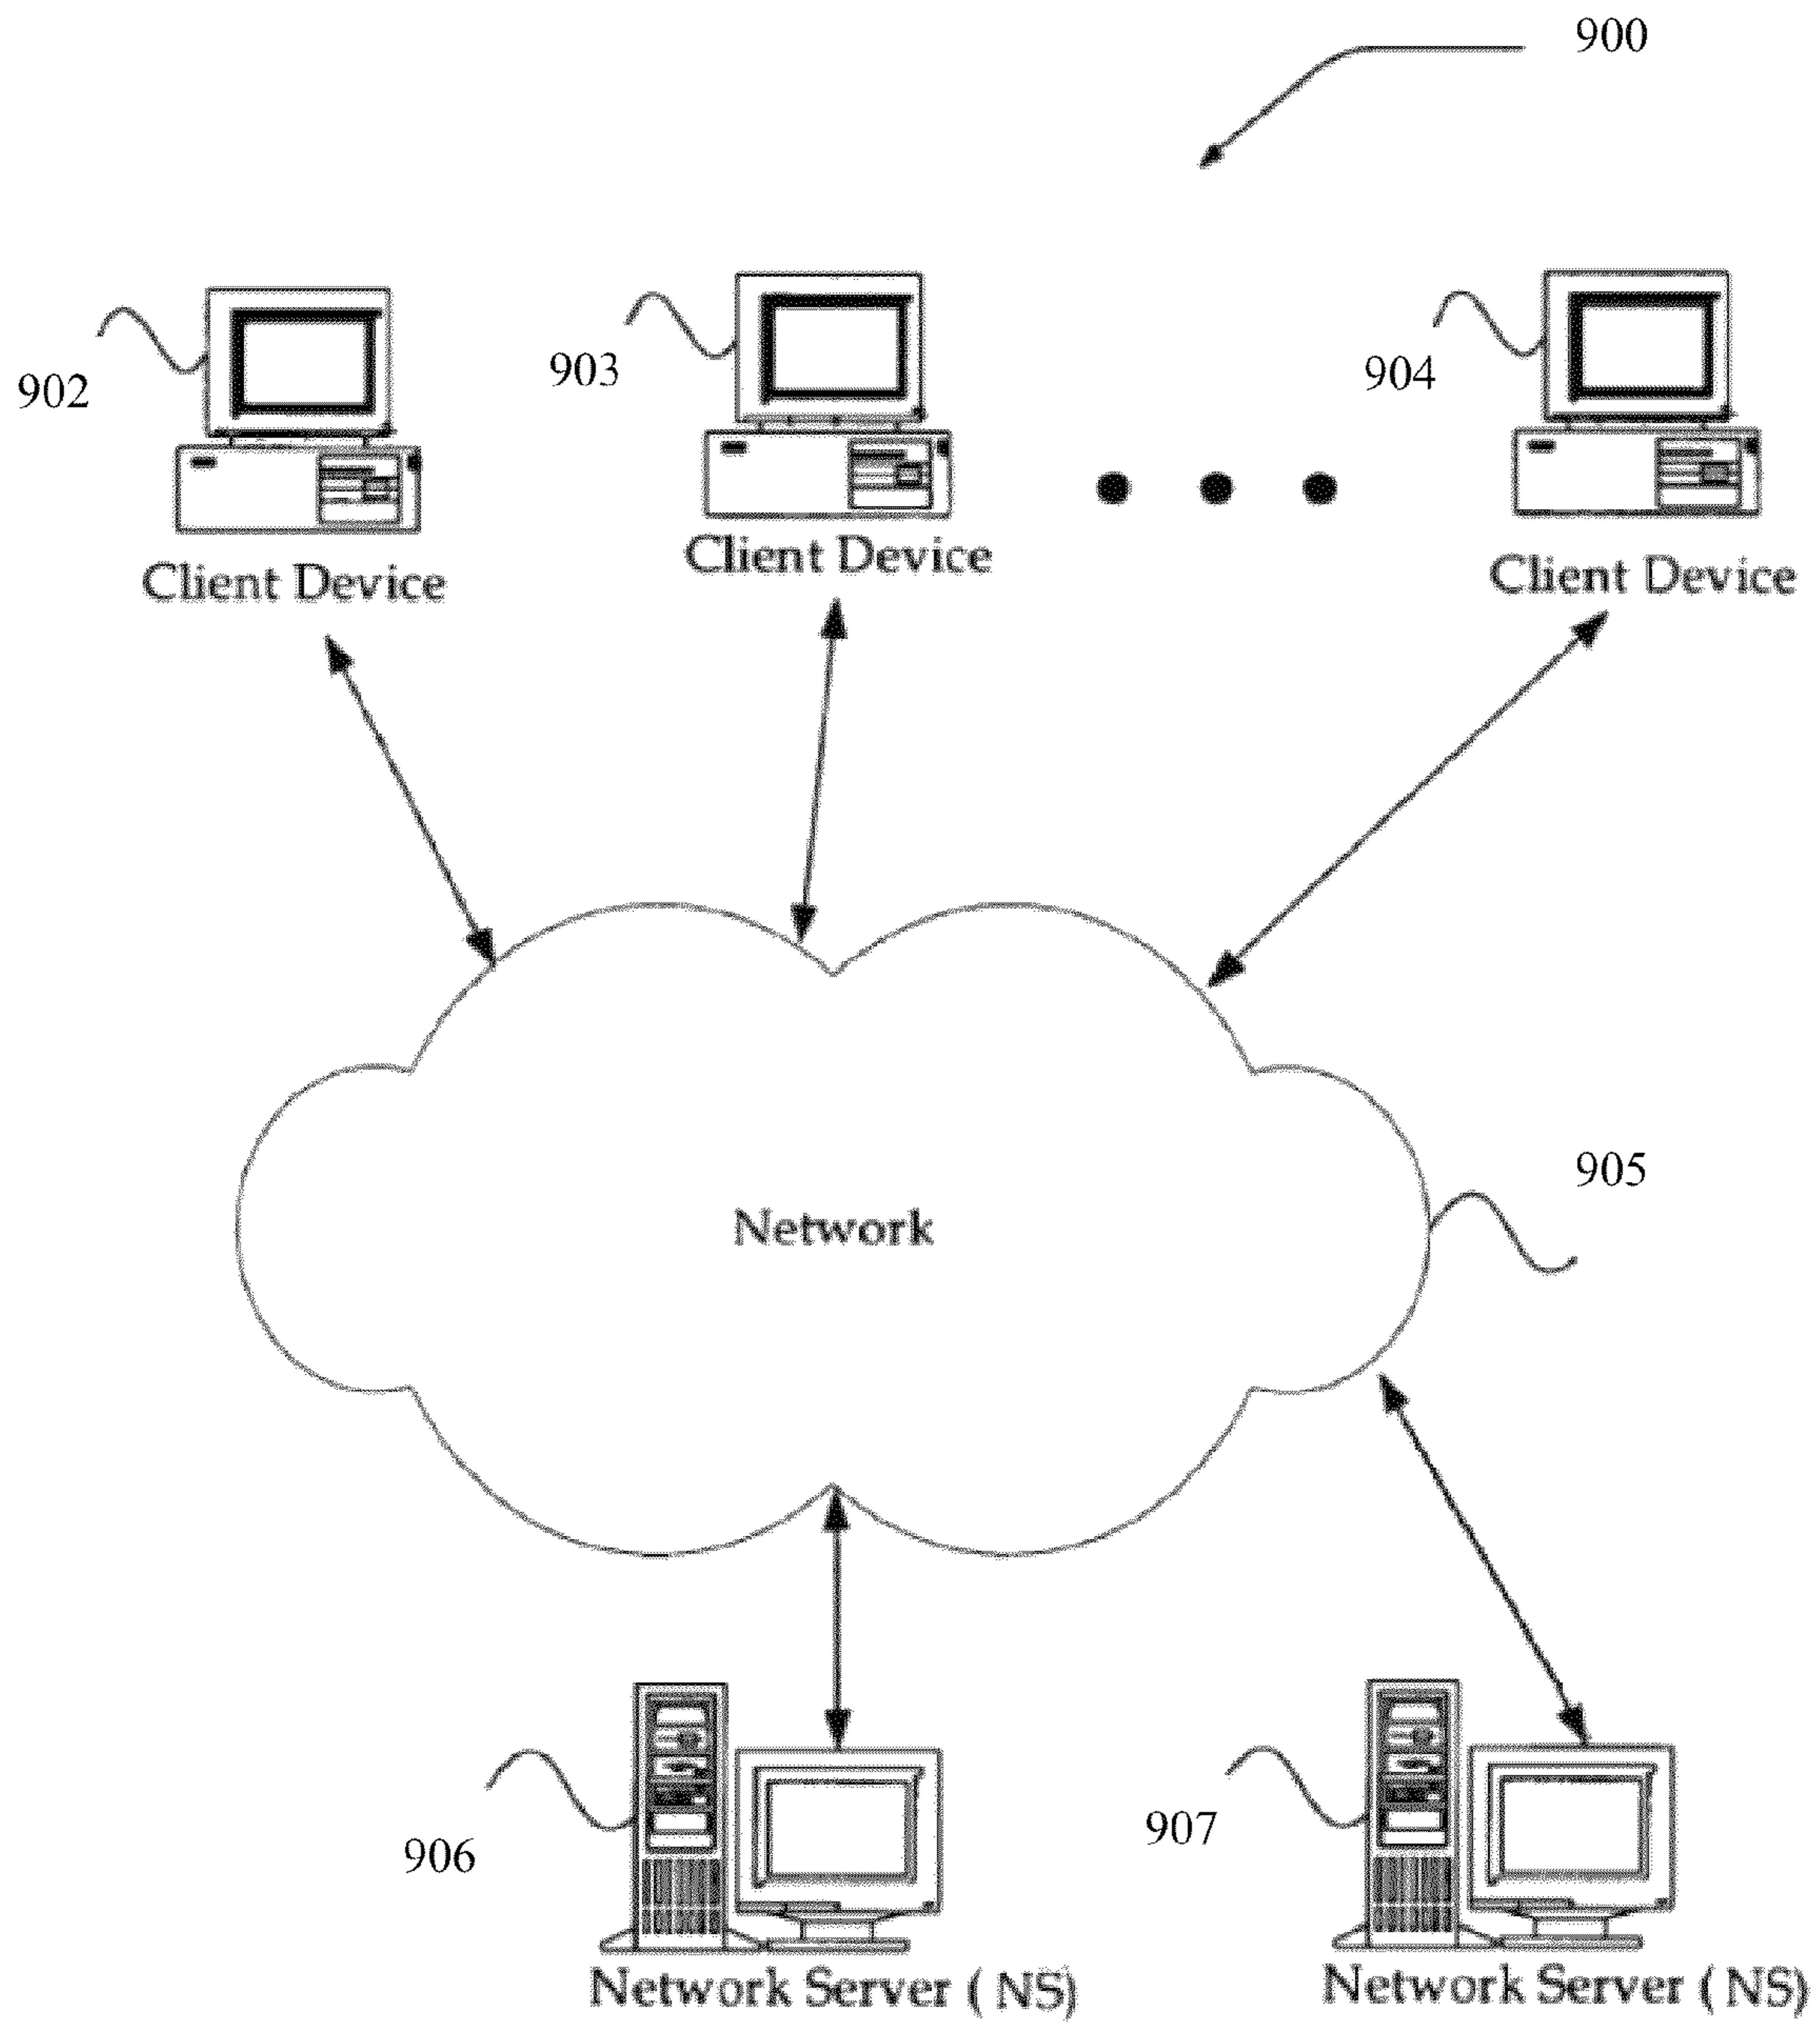 900
902
903
904
Client Device
Client Device
Client Device
905
Network
906
907
Network Server ( NS)
Network Server ( NS)